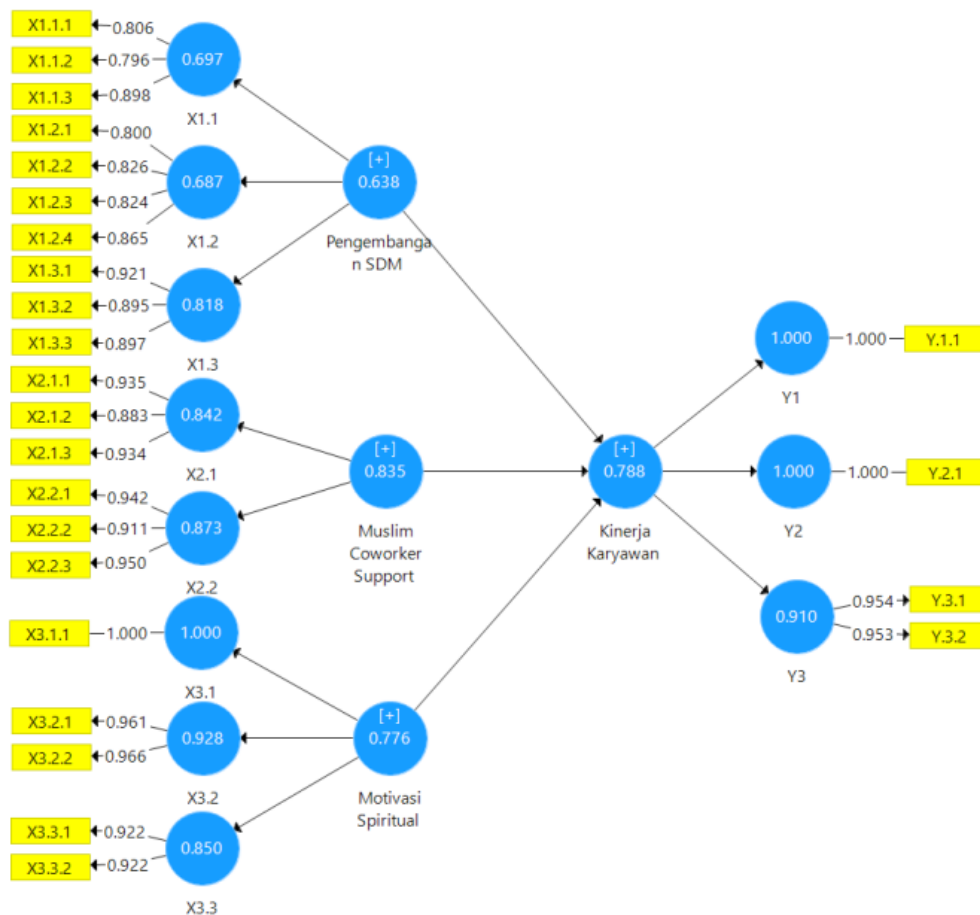 X1.1.1
0.806
X1.1.2
0.796
0.697
X1.1.3
0.898
X1.1
X1.2.1
0.800
X1.2.2
0.826
0.687
X1.2.3
0.824
X1.2.4
0.865
X1.2
X1.3.1
0.921
X1.3.2
0.895
0.818
X1.3.3
0.897
X1.3
[+]
0.638
Pengembanga
n SDM
X2.1.1
0.935
X2.1.2
0.883
0.842
X2.1.3
0.934
X2.1
X2.2.1
0.942
X2.2.2
0.911
0.873
X2.2.3
0.950
X2.2
[+]
0.835
Muslim
Coworker
Support
X3.1.1
1.000
1.000
X3.1
X3.2.1
0.961
0.928
X3.2.2
0.966
X3.2
X3.3.1
0.922
0.850
X3.3.2
0.922
X3.3
[+]
0.776
Motivasi
Spiritual
[+]
0.788
Kinerja
Karyawan
1.000
1.000
Y.1.1
Y1
1.000
1.000
Y.2.1
Y2
0.910
0.954
Y.3.1
0.953
Y.3.2
Y3